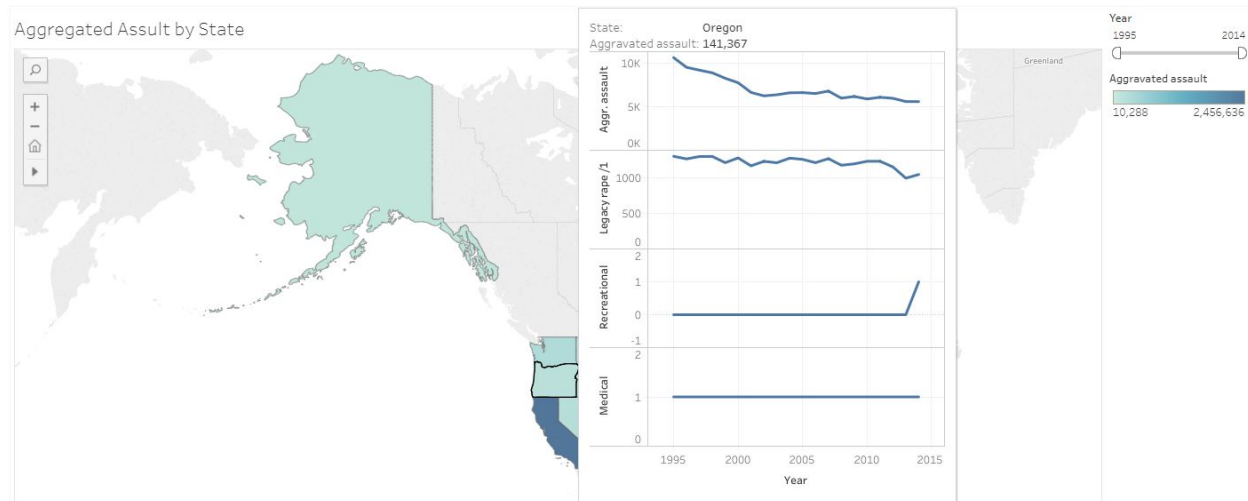 Aggregated Assult by State
State: Oregon
Aggravated assault: 141,367
Aggr. assault
10K
5K
0K
Legacy rape /1
1000
500
0
Recreational
2
1
0
-1
Medical
2
1
0
1995 2000 2005 2010 2015
Year
Greenland
Year
1995 2014
Aggravated assault
10,288 2,456,636